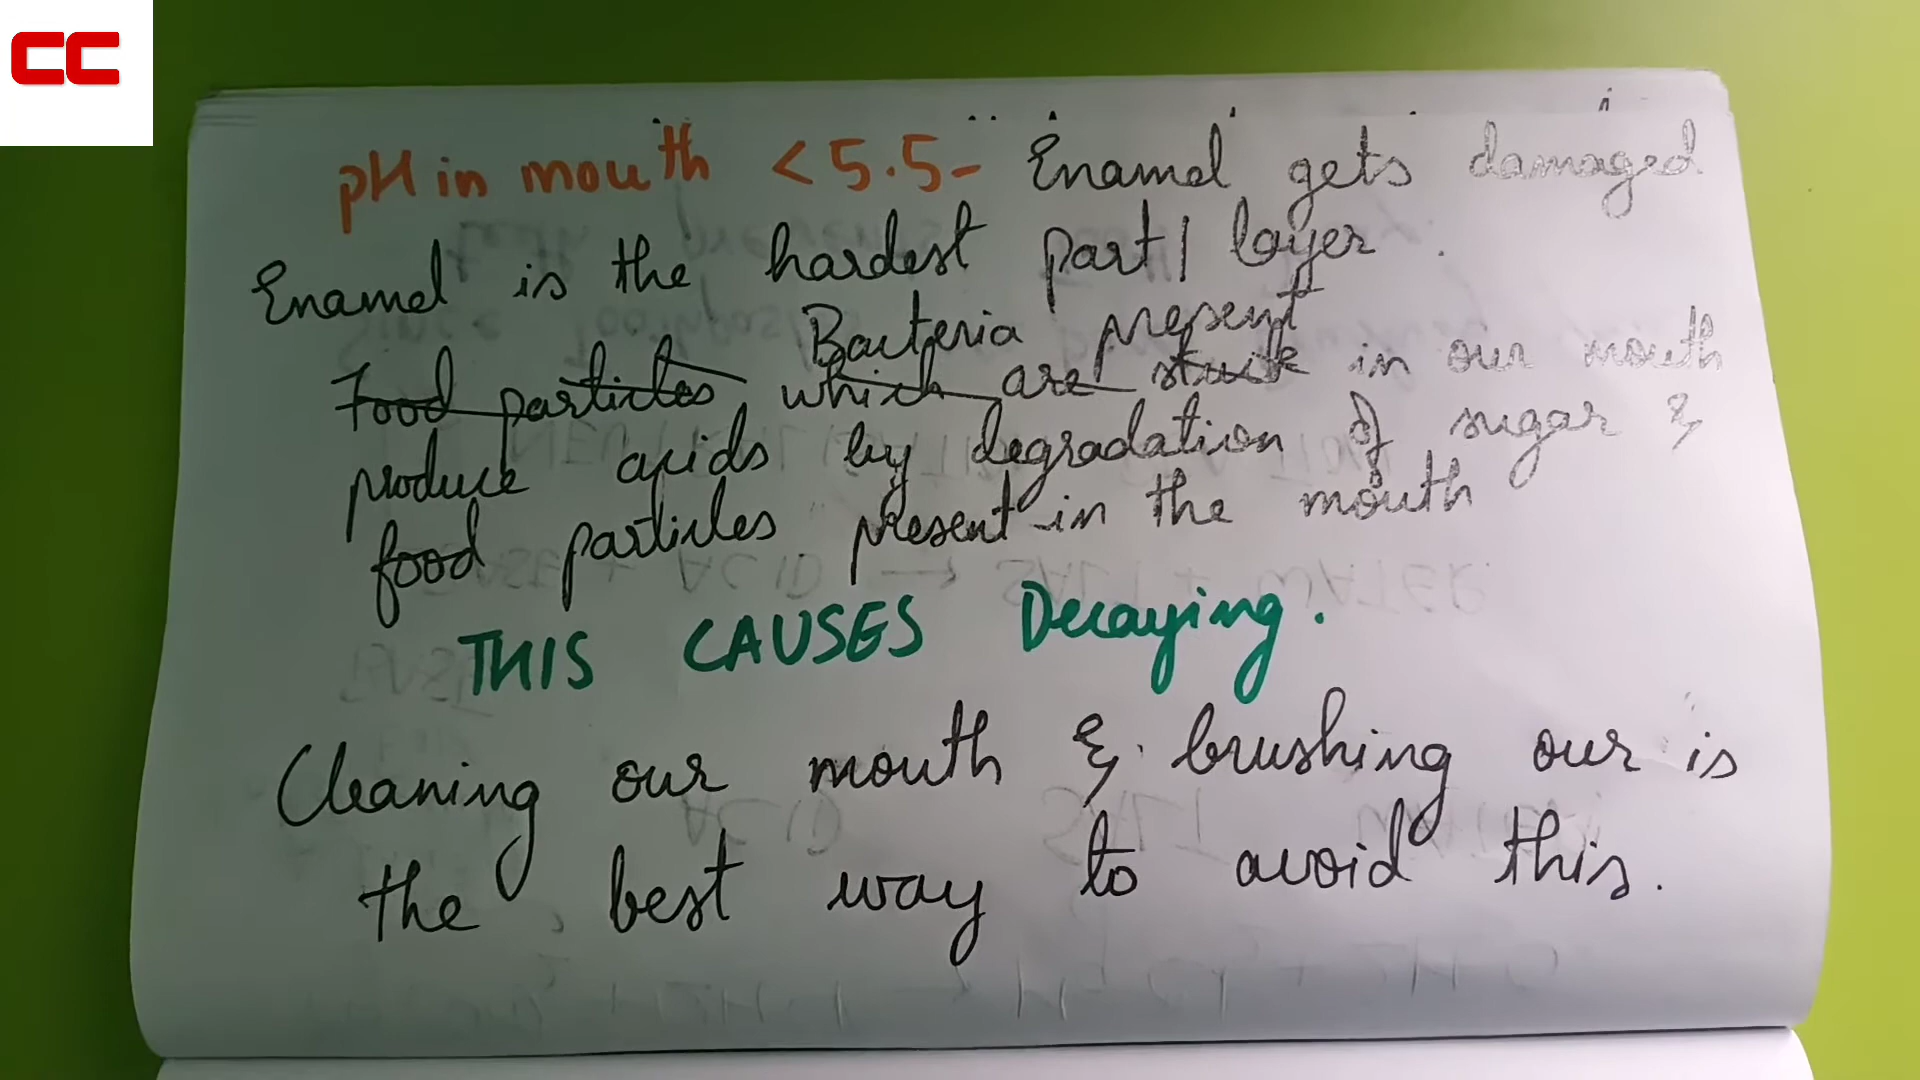 CC
pH in mouth < 5.5 - Enamel gets damaged
Enamel is the hardest part/ layer.
Bacteria present
Food particles which are stuck in our mouth
produce acids by degradation of sugar &
food particles present in the mouth
THIS CAUSES Decaying.
Cleaning our mouth & brushing our is
the best way to avoid this.